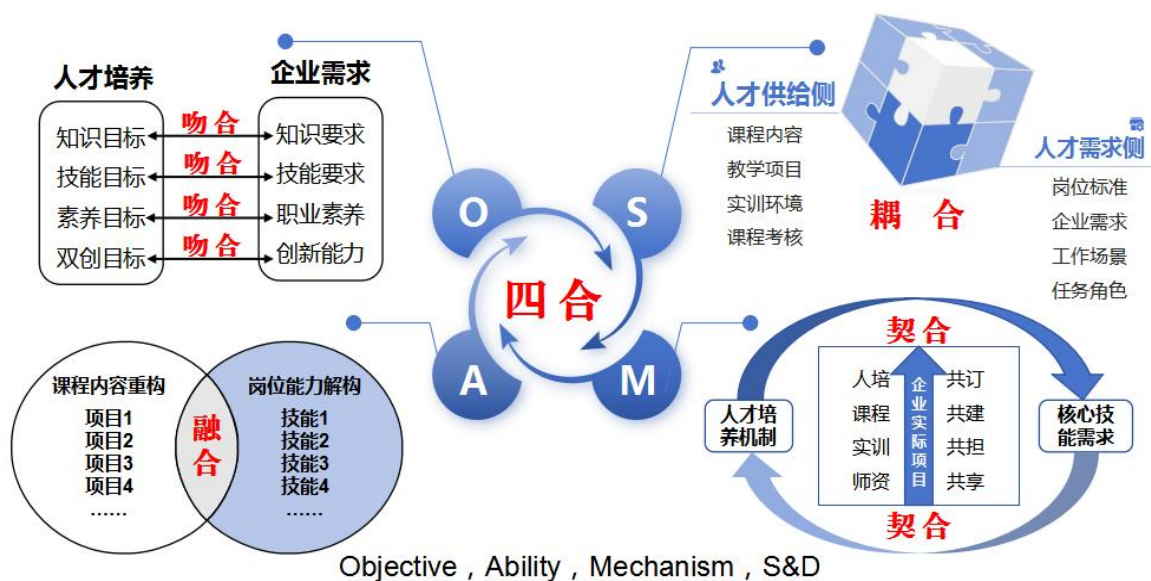 人才培养
企业需求
知识目标 吻合 知识要求
技能目标 吻合 技能要求
素养目标 吻合 职业素养
双创目标 吻合 创新能力
O
S
A
M
四合
人才供给侧
课程内容
教学项目
实训环境
课程考核
耦 合
人才需求侧
岗位标准
企业需求
工作场景
任务角色
课程内容重构
项目1
项目2
项目3
项目4
……
融
合
岗位能力解构
技能1
技能2
技能3
技能4
……
契合
人才培
养机制
人培
课程
实训
师资
企业实际项目
共订
共建
共担
共享
核心技
能需求
契合
Objective , Ability , Mechanism , S&D